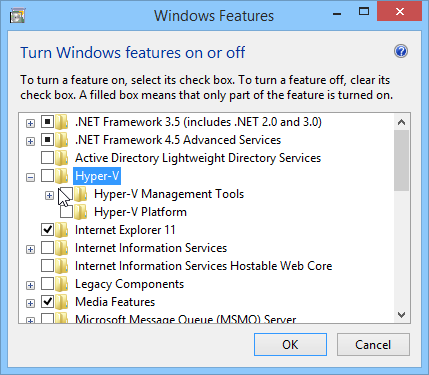 Windows Features
Turn Windows features on or off
To turn a feature on, select its check box. To turn a feature off, clear its
check box. A filled box means that only part of the feature is turned on.
.NET Framework 3.5 (includes .NET 2.0 and 3.0)
.NET Framework 4.5 Advanced Services
Active Directory Lightweight Directory Services
Hyper-V
Hyper-V Management Tools
Hyper-V Platform
Internet Explorer 11
Internet Information Services
Internet Information Services Hostable Web Core
Legacy Components
Media Features
Microsoft Message Queue (MSMQ) Server
OK Cancel